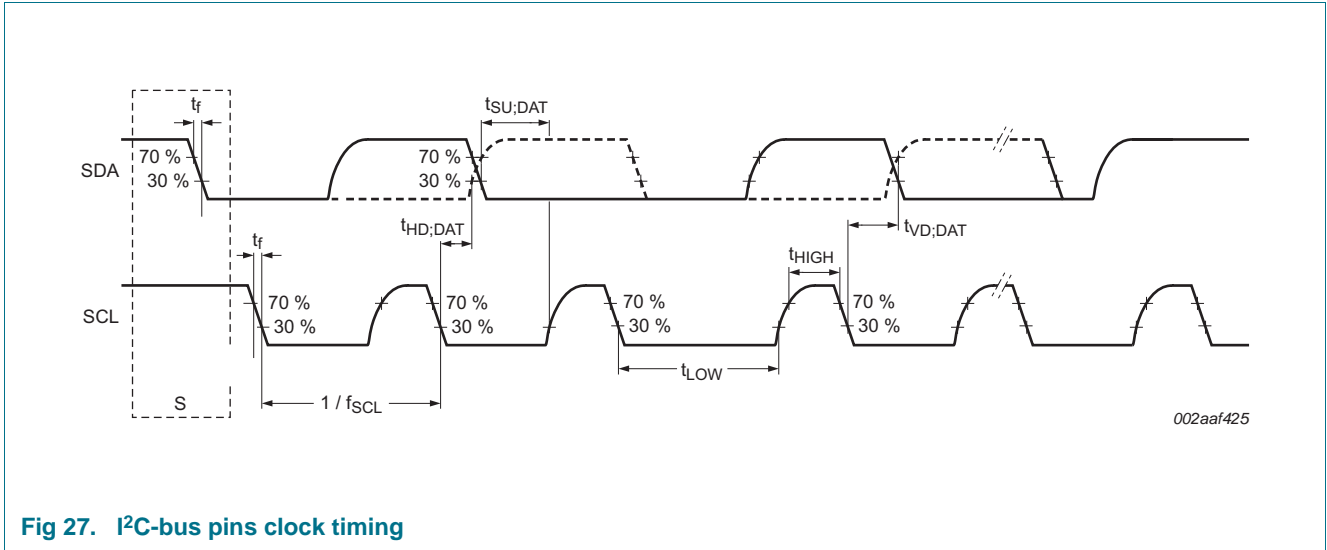 tf
tSU;DAT
70 %
30 %
SDA
70 %
30 %
tHD;DAT
tVD;DAT
tf
tHIGH
SCL
70 %
30 %
70 %
30 %
70 %
30 %
70 %
30 %
tLOW
S
1 / fSCL
002aaf425
Fig 27. I²C-bus pins clock timing